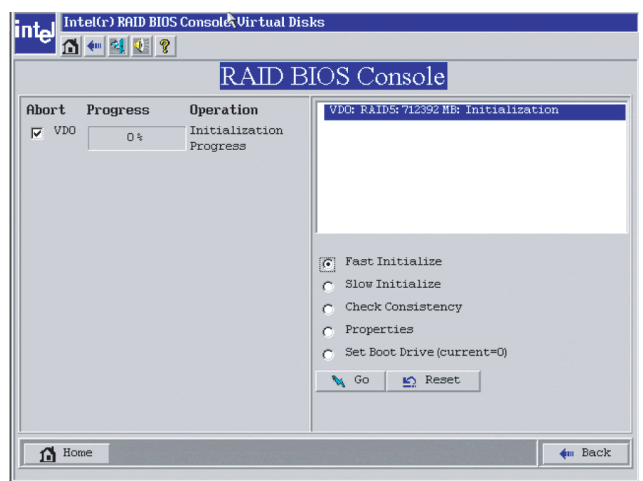 intel
Intel(r) RAID BIOS Console Virtual Disks
RAID BIOS Console
Abort Progress Operation
VD0 0% Initialization
Progress
VD0: RAID5: 712392 MB: Initialization
Fast Initialize
Slow Initialize
Check Consistency
Properties
Set Boot Drive (current=0)
Go Reset
Home Back